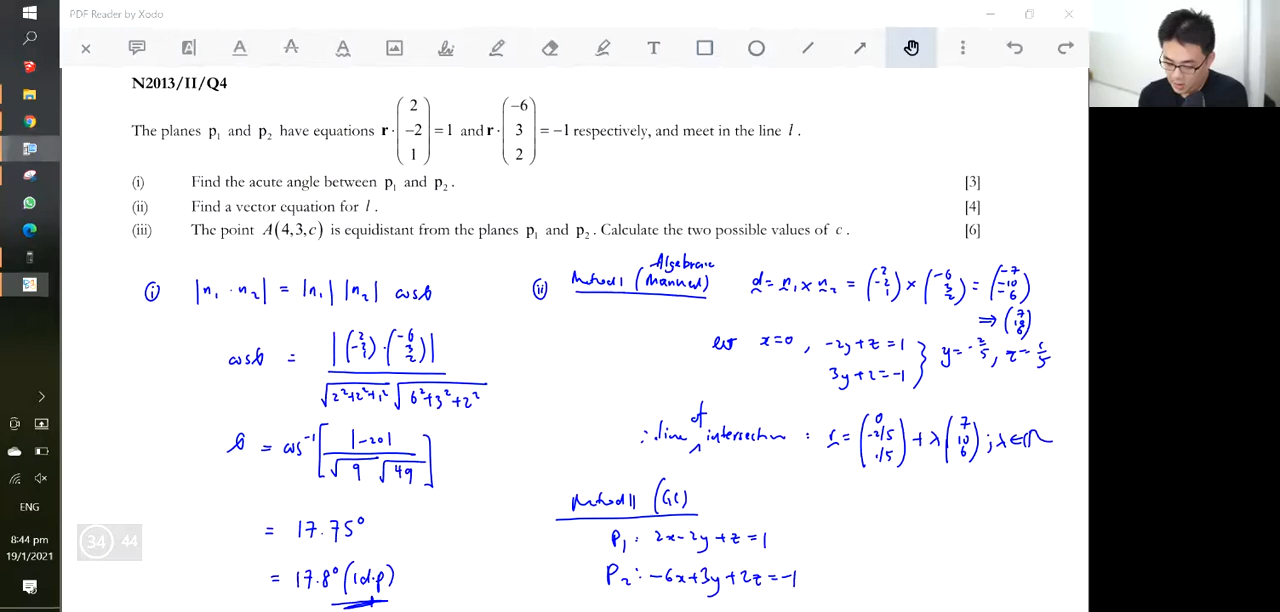 PDF Reader by Xodo
N2013/II/Q4
The planes p₁ and p₂ have equations r · (2, −2, 1) = 1 and r · (−6, 3, 2) = −1 respectively, and meet in the line l .
(i) Find the acute angle between p₁ and p₂ . [3]
(ii) Find a vector equation for l . [4]
(iii) The point A(4,3,c) is equidistant from the planes p₁ and p₂ . Calculate the two possible values of c . [6]
(i) |n₁ · n₂| = |n₁| |n₂| cosθ
cosθ = |(2, −2, 1) · (−6, 3, 2)| / √2²+2²+1² √6²+3²+2²
θ = cos⁻¹ [ |−20| / √9 √49 ]
= 17.75°
= 17.8° (1 d.p)
(ii) Method I (Algebraic Manned) d = n₁ × n₂ = (2, −2, 1) × (−6, 3, 2) = (−7, −10, −6)
⇒ (7, 10, 6)
let x=0 , −2y+z = 1
3y+2z = −1 } y = −2/5 ,
∴ line of intersection : r = (0, −2/5, 1/5) + λ (7, 10, 6) ; λ∈ℝ
Method II (GC)
P₁ : 2x−2y+z = 1
P₂ : −6x+3y+2z = −1
34 44
ENG
8:44 pm
19/1/2021